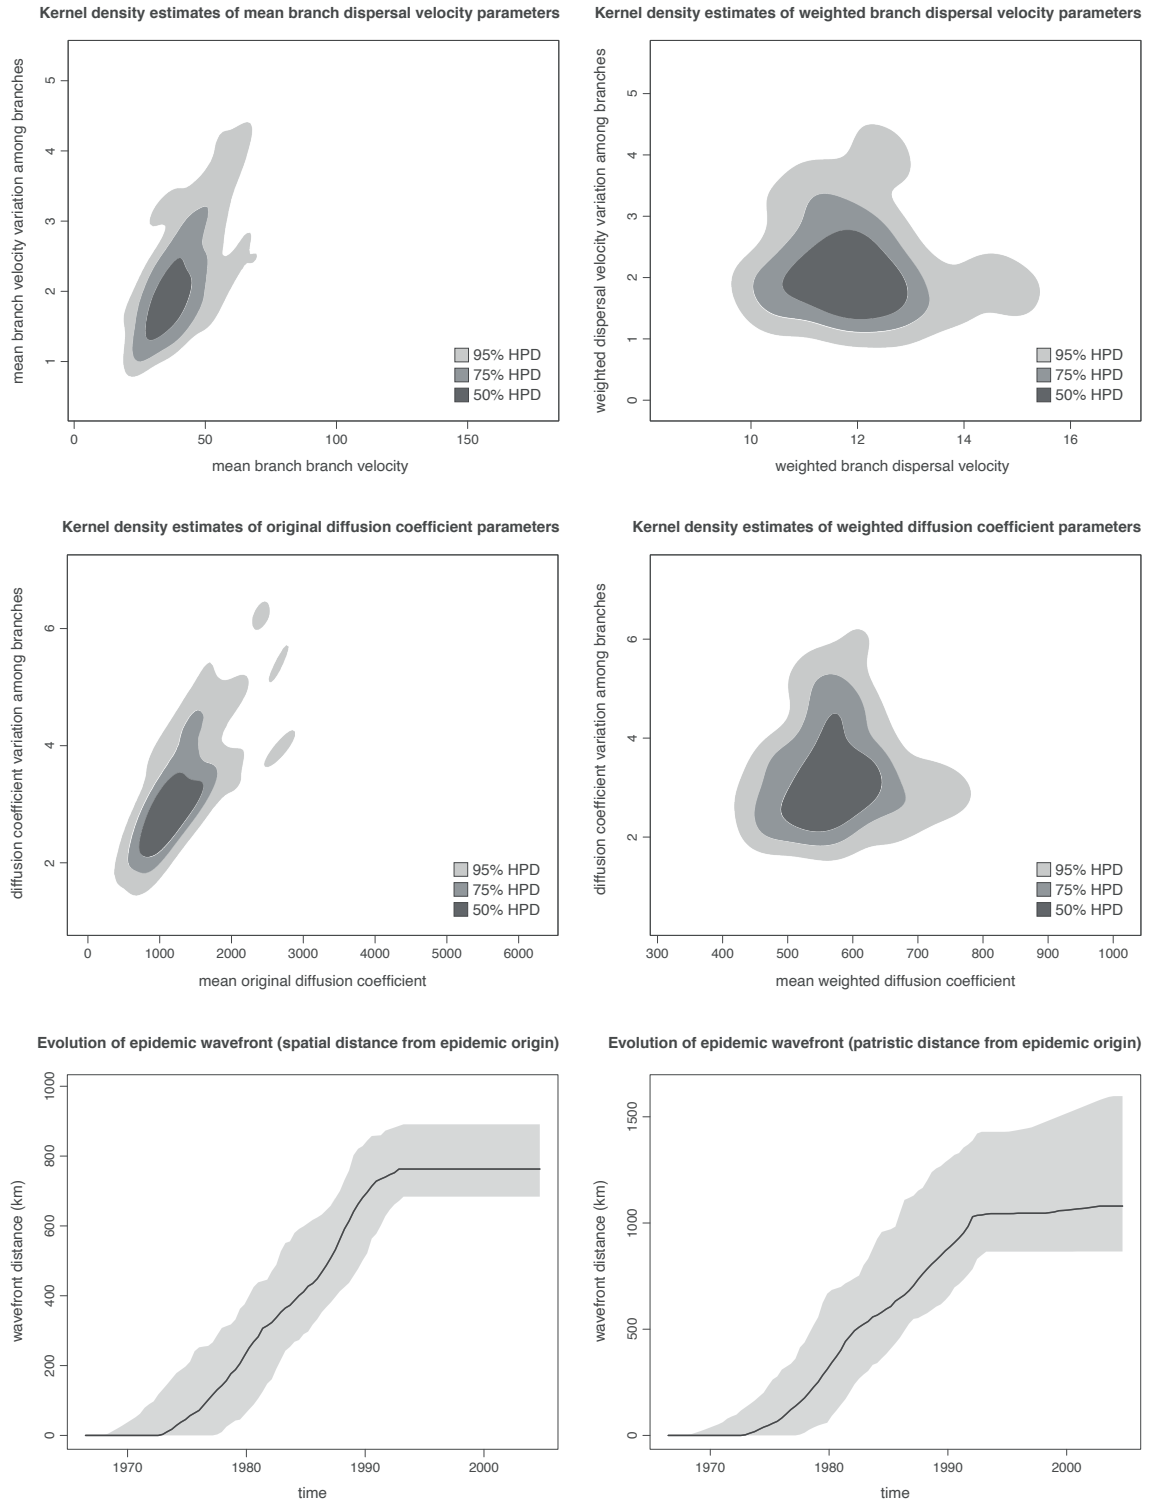 Kernel density estimates of mean branch dispersal velocity parameters
mean branch velocity variation among branches
5
4
3
2
1
95% HPD
75% HPD
50% HPD
0 50 100 150
mean branch branch velocity
Kernel density estimates of weighted branch dispersal velocity parameters
weighted dispersal velocity variation among branches
5
4
3
2
1
0
95% HPD
75% HPD
50% HPD
10 12 14 16
weighted branch dispersal velocity
Kernel density estimates of original diffusion coefficient parameters
diffusion coefficient variation among branches
6
4
2
95% HPD
75% HPD
50% HPD
0 1000 2000 3000 4000 5000 6000
mean original diffusion coefficient
Kernel density estimates of weighted diffusion coefficient parameters
diffusion coefficient variation among branches
6
4
2
95% HPD
75% HPD
50% HPD
300 400 500 600 700 800 900 1000
mean weighted diffusion coefficient
Evolution of epidemic wavefront (spatial distance from epidemic origin)
wavefront distance (km)
1000
800
600
400
200
0
1970 1980 1990 2000
time
Evolution of epidemic wavefront (patristic distance from epidemic origin)
wavefront distance (km)
1500
1000
500
0
1970 1980 1990 2000
time